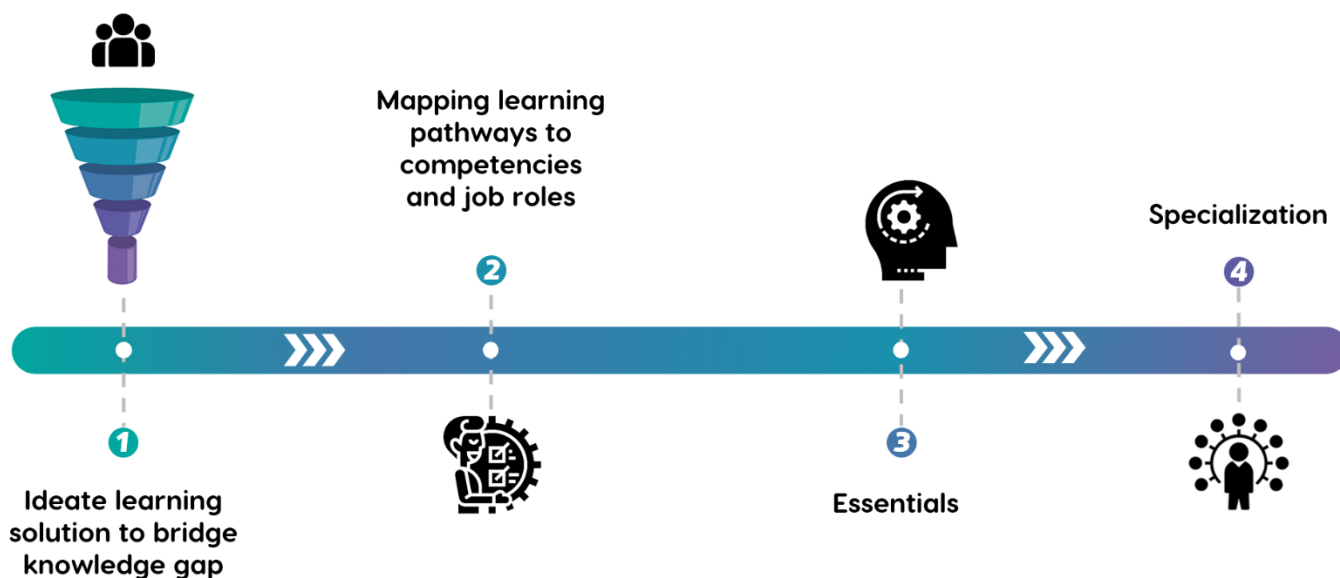 1
Ideate learning
solution to bridge
knowledge gap
Mapping learning
pathways to
competencies
and job roles
2
3
Essentials
Specialization
4